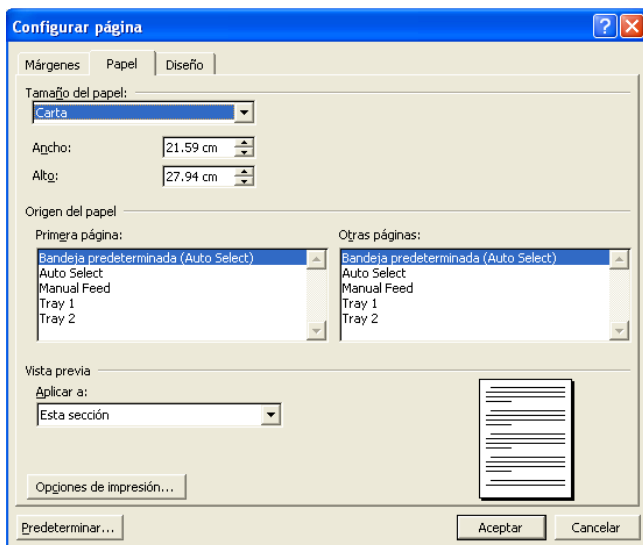 Configurar página
Márgenes Papel Diseño
Tamaño del papel:
Carta
Ancho: 21.59 cm
Alto: 27.94 cm
Origen del papel
Primera página: Otras páginas:
Bandeja predeterminada (Auto Select) Bandeja predeterminada (Auto Select)
Auto Select Auto Select
Manual Feed Manual Feed
Tray 1 Tray 1
Tray 2 Tray 2
Vista previa
Aplicar a:
Esta sección
Opciones de impresión...
Predeterminar... Aceptar Cancelar